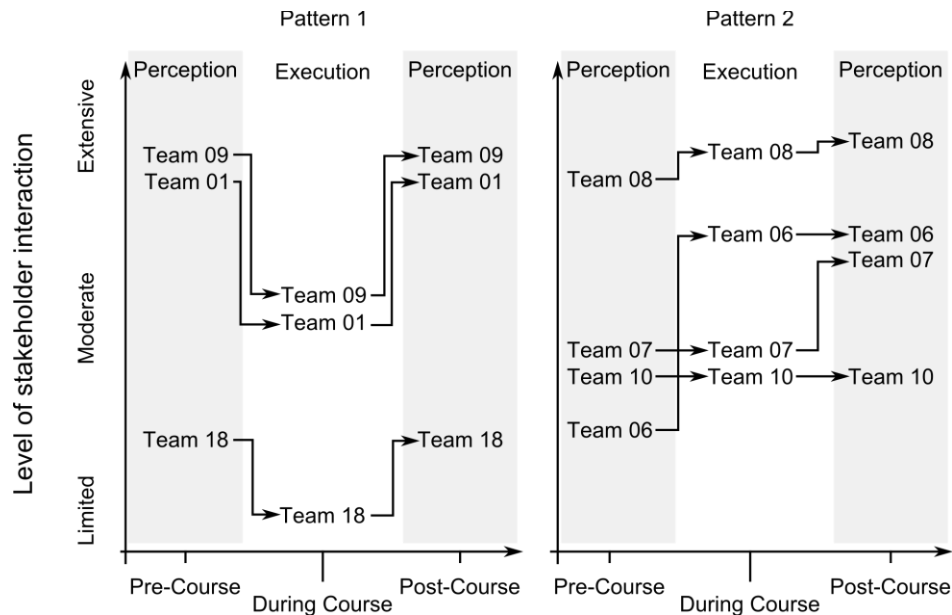 Pattern 1
Level of stakeholder interaction
Extensive
Moderate
Limited
Perception
Execution
Perception
Team 09
Team 09
Team 01
Team 01
Team 09
Team 01
Team 18
Team 18
Team 18
Pre-Course
During Course
Post-Course
Pattern 2
Perception
Execution
Perception
Team 08
Team 08
Team 08
Team 06
Team 06
Team 07
Team 07
Team 07
Team 10
Team 10
Team 10
Team 06
Pre-Course
During Course
Post-Course